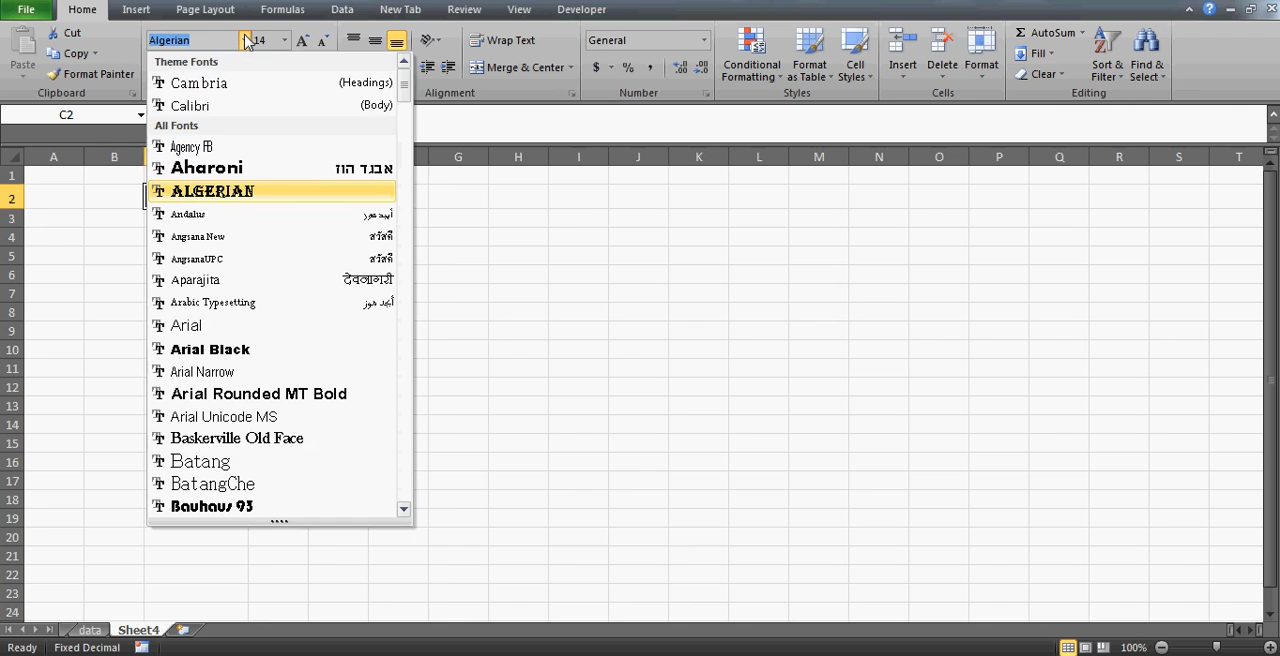 File Home Insert Page Layout Formulas Data New Tab Review View Developer
Cut
Copy
Format Painter
Paste
Clipboard
Algerian 14
Wrap Text
Merge & Center
Alignment
General
$ % ,
Number
Conditional Formatting
Format as Table
Cell Styles
Styles
Insert
Delete
Format
Cells
Σ AutoSum
Fill
Clear
Sort & Filter
Find & Select
Editing
C2
Theme Fonts
Cambria (Headings)
Calibri (Body)
All Fonts
Agency FB
Aharoni אבגד הוז
ALGERIAN
Andalus أبجد هوز
Angsana New สวัสดี
AngsanaUPC สวัสดี
Aparajita देवनागरी
Arabic Typesetting أبجد هوز
Arial
Arial Black
Arial Narrow
Arial Rounded MT Bold
Arial Unicode MS
Baskerville Old Face
Batang
BatangChe
Bauhaus 93
A B G H I J K L M N O P Q R S T
1
2
3
4
5
6
7
8
9
10
11
12
13
14
15
16
17
18
19
20
21
22
23
24
data Sheet4
Ready Fixed Decimal 100%